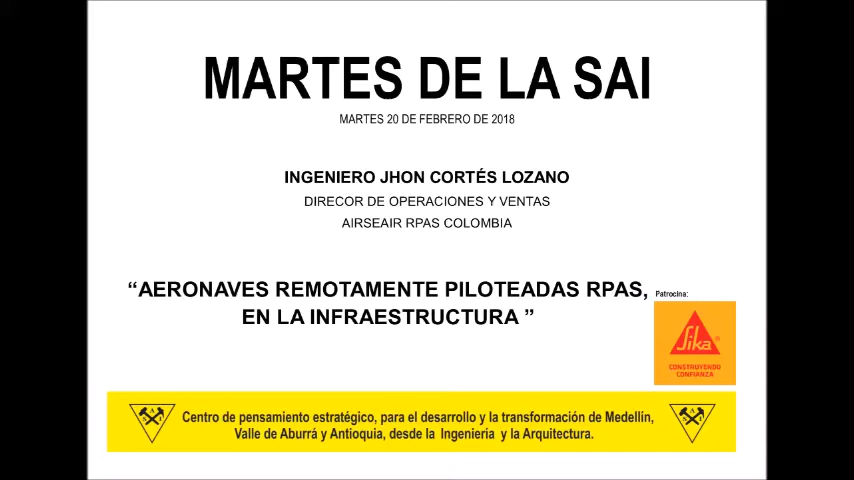 MARTES DE LA SAI
MARTES 20 DE FEBRERO DE 2018
INGENIERO JHON CORTÉS LOZANO
DIRECOR DE OPERACIONES Y VENTAS
AIRSEAIR RPAS COLOMBIA
“AERONAVES REMOTAMENTE PILOTEADAS RPAS,
EN LA INFRAESTRUCTURA ”
Patrocina:
Sika®
CONSTRUYENDO
CONFIANZA
Centro de pensamiento estratégico, para el desarrollo y la transformación de Medellín,
Valle de Aburrá y Antioquia, desde la Ingeniería y la Arquitectura.
S A I
S A I